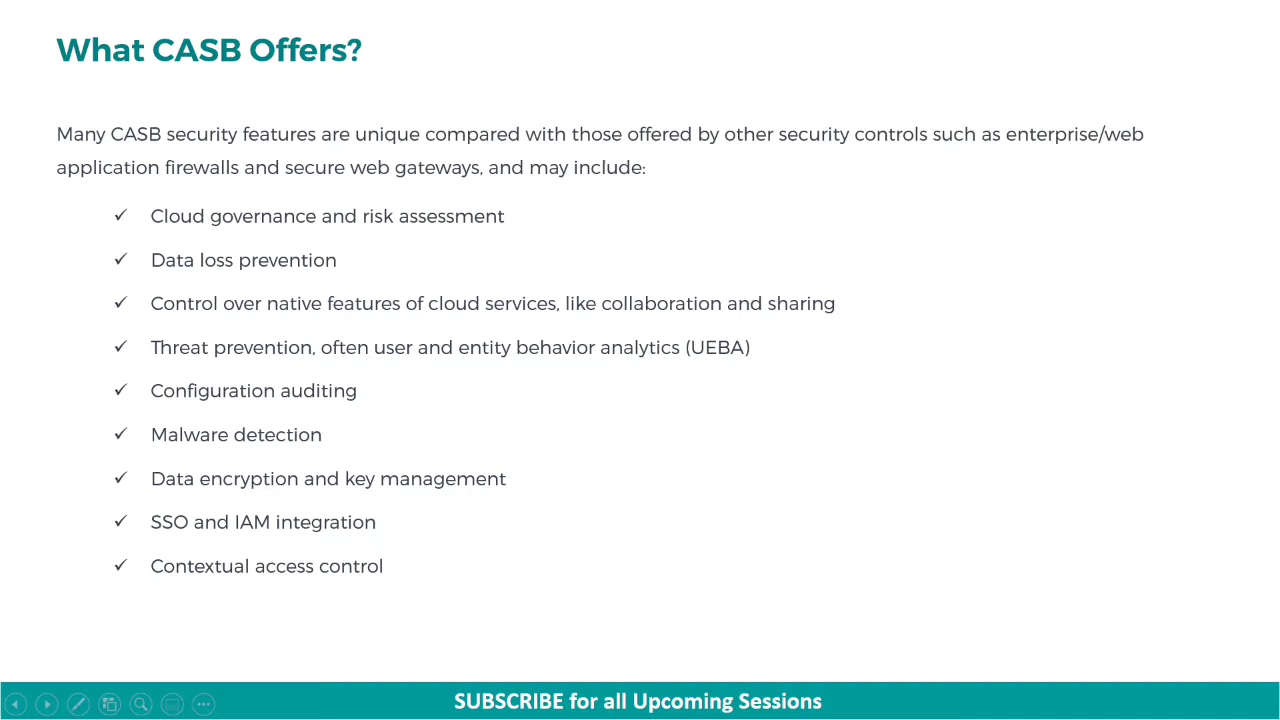 What CASB Offers?
Many CASB security features are unique compared with those offered by other security controls such as enterprise/web
application firewalls and secure web gateways, and may include:
✓ Cloud governance and risk assessment
✓ Data loss prevention
✓ Control over native features of cloud services, like collaboration and sharing
✓ Threat prevention, often user and entity behavior analytics (UEBA)
✓ Configuration auditing
✓ Malware detection
✓ Data encryption and key management
✓ SSO and IAM integration
✓ Contextual access control
SUBSCRIBE for all Upcoming Sessions